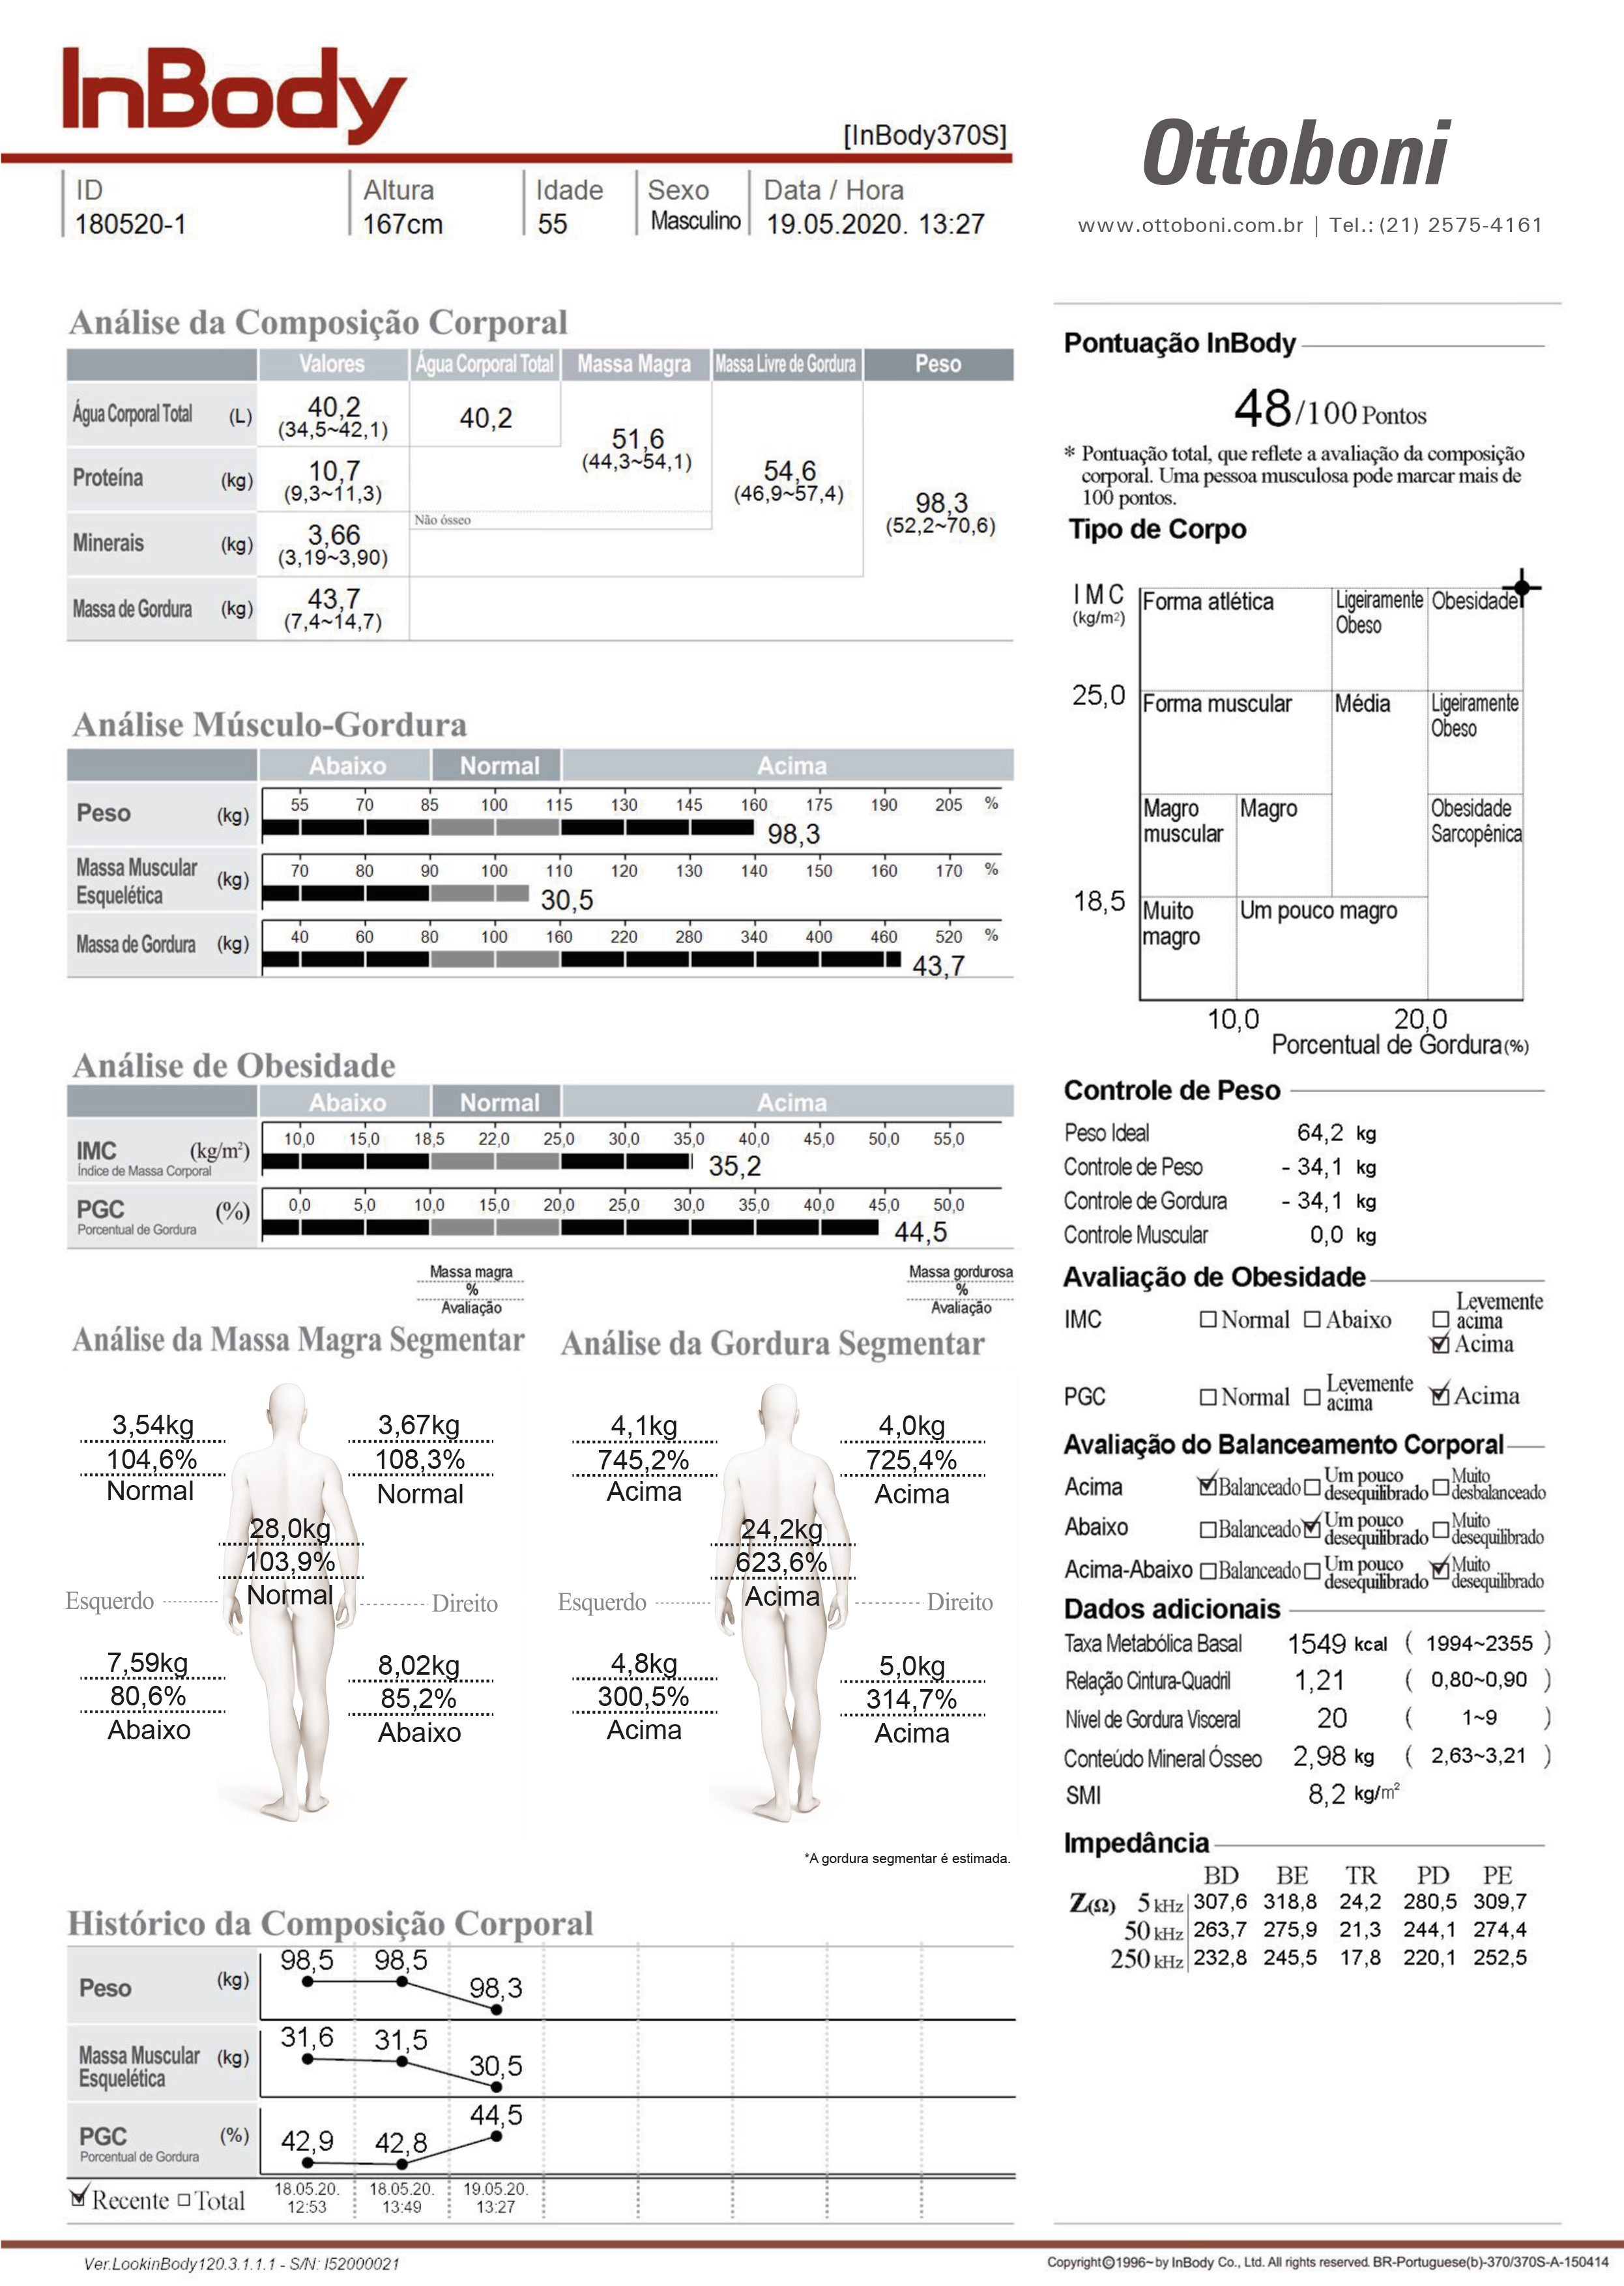 InBody
[InBody370S]
Ottoboni
www.ottoboni.com.br | Tel.: (21) 2575-4161
ID Altura Idade Sexo Data / Hora
180520-1 167cm 55 Masculino 19.05.2020. 13:27
Análise da Composição Corporal
Valores Água Corporal Total Massa Magra Massa Livre de Gordura Peso
Água Corporal Total (L) 40,2 40,2
(34,5~42,1)
51,6
(44,3~54,1)
Proteína (kg) 10,7
(9,3~11,3)
54,6
(46,9~57,4)
98,3
(52,2~70,6)
Não ósseo
Minerais (kg) 3,66
(3,19~3,90)
Massa de Gordura (kg) 43,7
(7,4~14,7)
Análise Músculo-Gordura
Abaixo Normal Acima
Peso (kg) 55 70 85 100 115 130 145 160 175 190 205 %
98,3
Massa Muscular
Esquelética (kg) 70 80 90 100 110 120 130 140 150 160 170 %
30,5
Massa de Gordura (kg) 40 60 80 100 160 220 280 340 400 460 520 %
43,7
Análise de Obesidade
Abaixo Normal Acima
IMC (kg/m²) 10,0 15,0 18,5 22,0 25,0 30,0 35,0 40,0 45,0 50,0 55,0
Índice de Massa Corporal 35,2
PGC (%) 0,0 5,0 10,0 15,0 20,0 25,0 30,0 35,0 40,0 45,0 50,0
Porcentual de Gordura 44,5
Massa magra
%
Avaliação
Massa gordurosa
%
Avaliação
Análise da Massa Magra Segmentar
3,54kg 3,67kg
104,6% 108,3%
Normal Normal
28,0kg
103,9%
Normal
Esquerdo Direito
7,59kg 8,02kg
80,6% 85,2%
Abaixo Abaixo
Análise da Gordura Segmentar
4,1kg 4,0kg
745,2% 725,4%
Acima Acima
24,2kg
623,6%
Acima
Esquerdo Direito
4,8kg 5,0kg
300,5% 314,7%
Acima Acima
*A gordura segmentar é estimada.
Histórico da Composição Corporal
Peso (kg) 98,5 98,5 98,3
Massa Muscular
Esquelética (kg) 31,6 31,5 30,5
PGC (%) 42,9 42,8 44,5
Porcentual de Gordura
Recente Total
18.05.20. 18.05.20. 19.05.20.
12:53 13:49 13:27
Pontuação InBody
48/100 Pontos
* Pontuação total, que reflete a avaliação da composição
corporal. Uma pessoa musculosa pode marcar mais de
100 pontos.
Tipo de Corpo
IMC
(kg/m²)
Forma atlética Ligeiramente Obesidade
Obeso
25,0
Forma muscular Média Ligeiramente
Obeso
Magro Magro Obesidade
muscular Sarcopênica
18,5
Muito Um pouco magro
magro
10,0 20,0
Porcentual de Gordura(%)
Controle de Peso
Peso Ideal 64,2 kg
Controle de Peso - 34,1 kg
Controle de Gordura - 34,1 kg
Controle Muscular 0,0 kg
Avaliação de Obesidade
IMC Normal Abaixo Levemente
acima
Acima
PGC Normal Levemente
acima Acima
Avaliação do Balanceamento Corporal
Acima Balanceado Um pouco
desequilibrado Muito
desbalanceado
Abaixo Balanceado Um pouco
desequilibrado Muito
desequilibrado
Acima-Abaixo Balanceado Um pouco
desequilibrado Muito
desequilibrado
Dados adicionais
Taxa Metabólica Basal 1549 kcal ( 1994~2355 )
Relação Cintura-Quadril 1,21 ( 0,80~0,90 )
Nivel de Gordura Visceral 20 ( 1~9 )
Conteúdo Mineral Ósseo 2,98 kg ( 2,63~3,21 )
SMI 8,2 kg/m²
Impedância
BD BE TR PD PE
Z(Ω) 5 kHz 307,6 318,8 24,2 280,5 309,7
50 kHz 263,7 275,9 21,3 244,1 274,4
250 kHz 232,8 245,5 17,8 220,1 252,5
Ver.LookinBody120.3.1.1.1 - S/N: I52000021
Copyright©1996~ by InBody Co., Ltd. All rights reserved. BR-Portuguese(b)-370/370S-A-150414